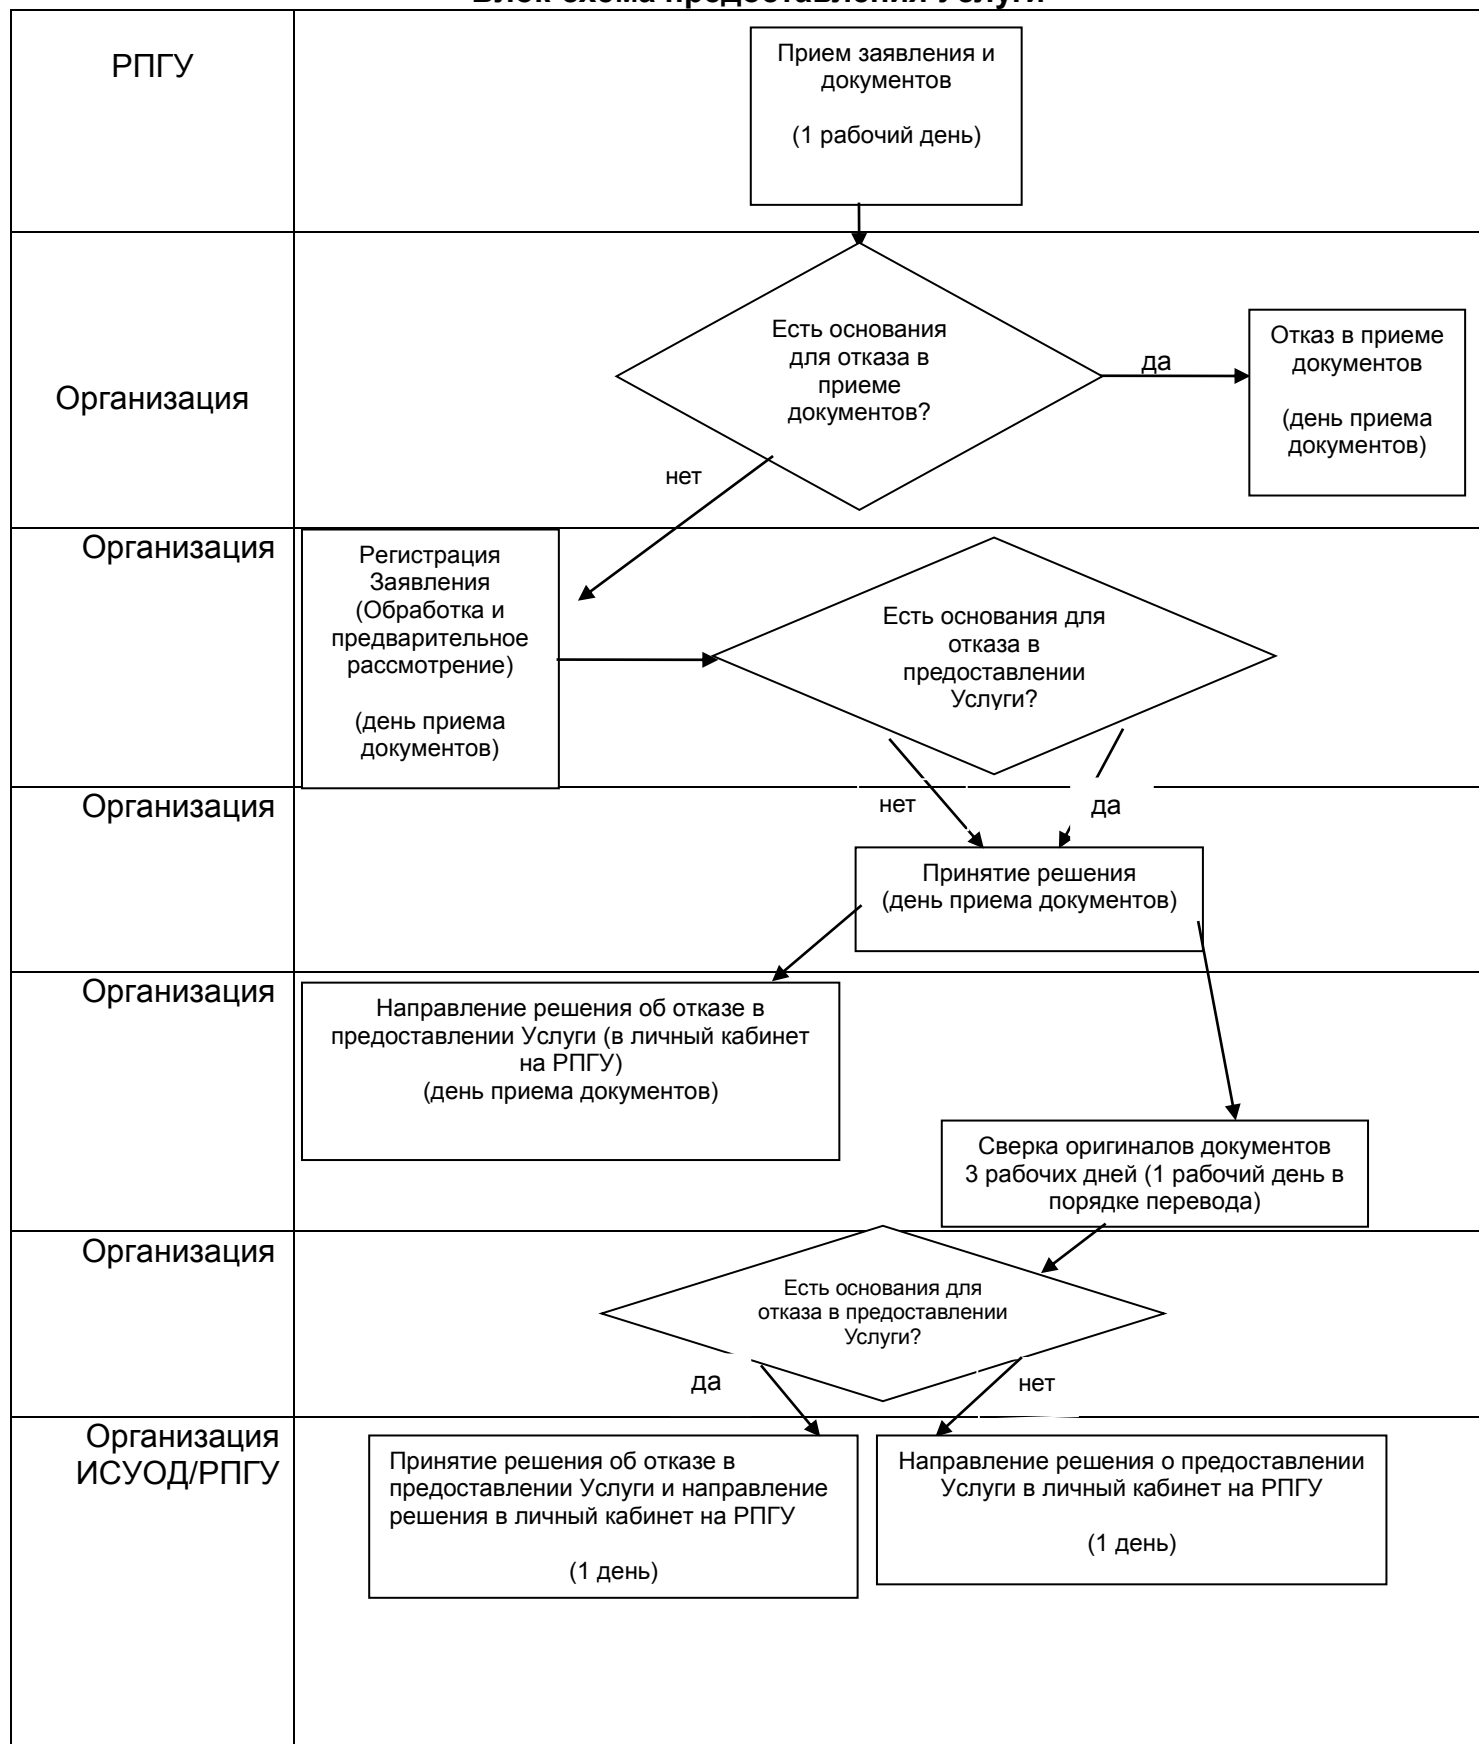 Блок-схема предоставления Услуги
РПГУ
Прием заявления и
документов
(1 рабочий день)
Организация
Есть основания
для отказа в
приеме
документов?
да
Отказ в приеме
документов
(день приема
документов)
нет
Организация
Регистрация
Заявления
(Обработка и
предварительное
рассмотрение)
(день приема
документов)
Есть основания для
отказа в
предоставлении
Услуги?
Организация
нет
да
Принятие решения
(день приема документов)
Организация
Направление решения об отказе в
предоставлении Услуги (в личный кабинет
на РПГУ)
(день приема документов)
Сверка оригиналов документов
3 рабочих дней (1 рабочий день в
порядке перевода)
Организация
Есть основания для
отказа в предоставлении
Услуги?
да
нет
Организация
ИСУОД/РПГУ
Принятие решения об отказе в
предоставлении Услуги и направление
решения в личный кабинет на РПГУ
(1 день)
Направление решения о предоставлении
Услуги в личный кабинет на РПГУ
(1 день)